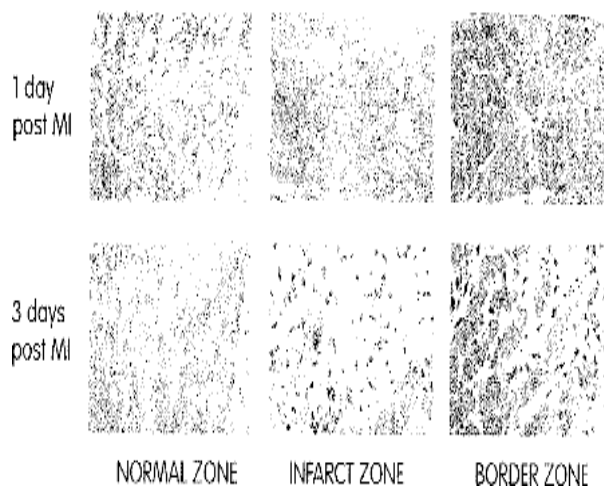 1 day
post MI
3 days
post MI
NORMAL ZONE INFARCT ZONE BORDER ZONE